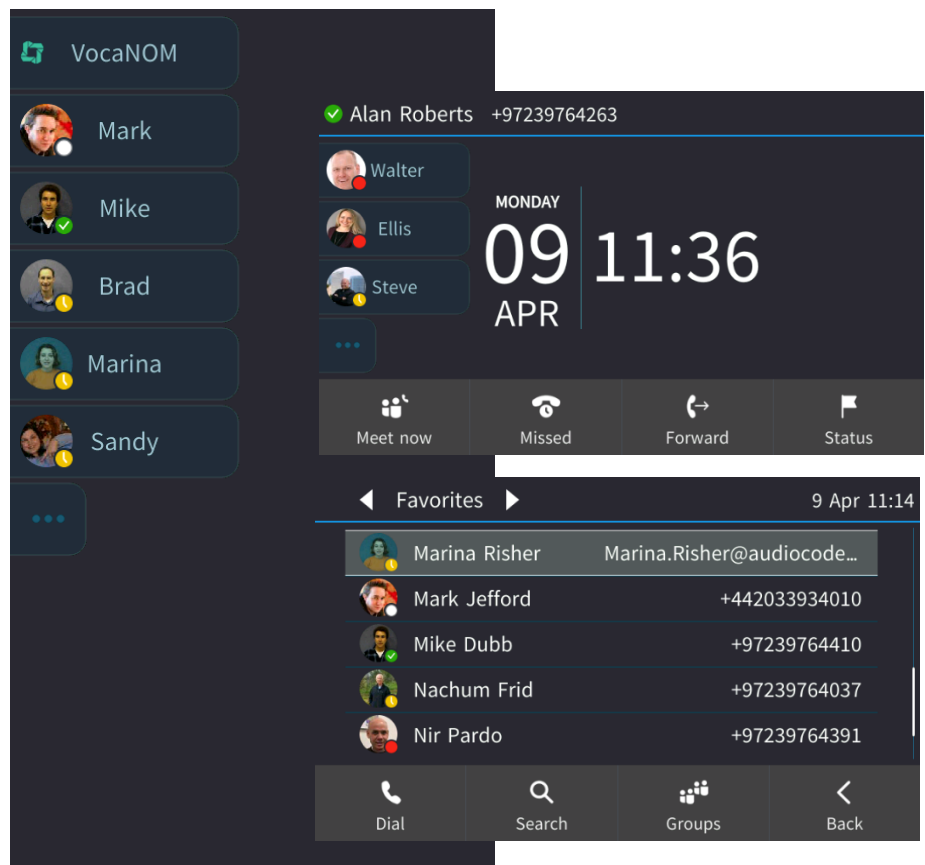 VocaNOM
Mark
Mike
Brad
Marina
Sandy
Alan Roberts +97239764263
Walter
Ellis
Steve
MONDAY
09
APR
11:36
Meet now Missed Forward Status
Favorites 9 Apr 11:14
Marina Risher Marina.Risher@audiocode...
Mark Jefford +442033934010
Mike Dubb +97239764410
Nachum Frid +97239764037
Nir Pardo +97239764391
Dial Search Groups Back